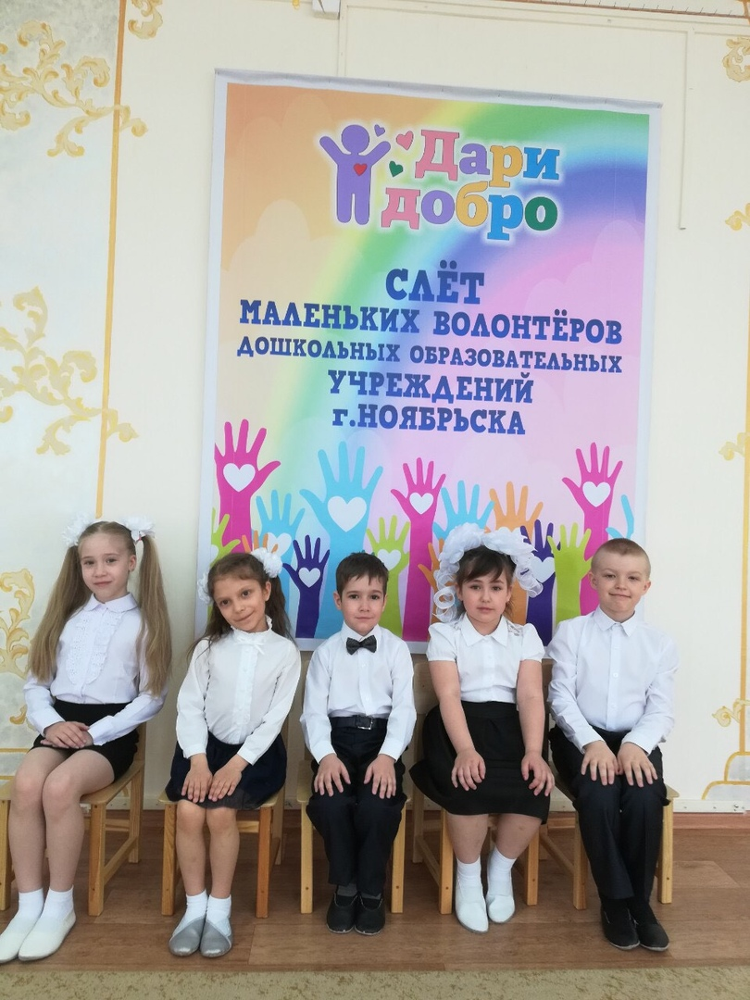 Дари
добро
СЛЁТ
МАЛЕНЬКИХ ВОЛОНТЁРОВ
ДОШКОЛЬНЫХ ОБРАЗОВАТЕЛЬНЫХ
УЧРЕЖДЕНИЙ
г.НОЯБРЬСКА